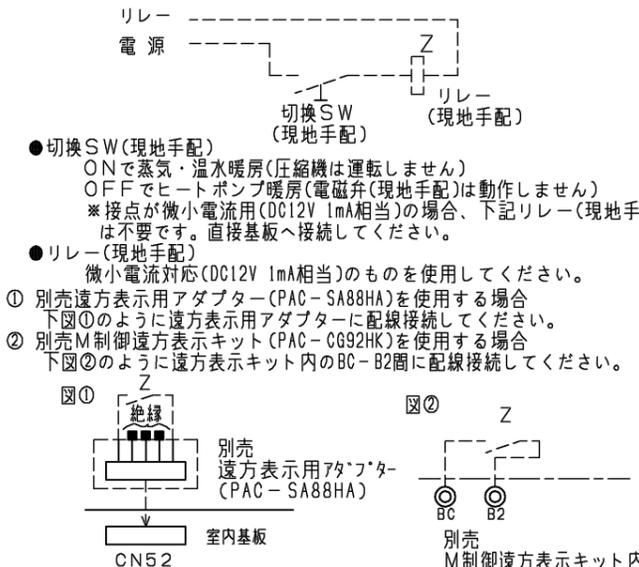 リレー
電 源
Z
切換SW
(現地手配)
リレー
(現地手配)
●切換SW(現地手配)
ONで蒸気・温水暖房(圧縮機は運転しません)
OFFでヒートポンプ暖房(電磁弁(現地手配)は動作しません)
※接点が微小電流用(DC12V 1mA相当)の場合、下記リレー(現地手
は不要です。直接基板へ接続してください。
●リレー(現地手配)
微小電流対応(DC12V 1mA相当)のものを使用してください。
① 別売遠方表示用アダプター(PAC-SA88HA)を使用する場合
下図①のように遠方表示用アダプターに配線接続してください。
② 別売M制御遠方表示キット(PAC-CG92HK)を使用する場合
下図②のように遠方表示キット内のBC-B2間に配線接続してください。
図①
Z
絶縁
別売
遠方表示用アダプター
(PAC-SA88HA)
室内基板
CN52
図②
Z
BC
B2
別売
M制御遠方表示キット内